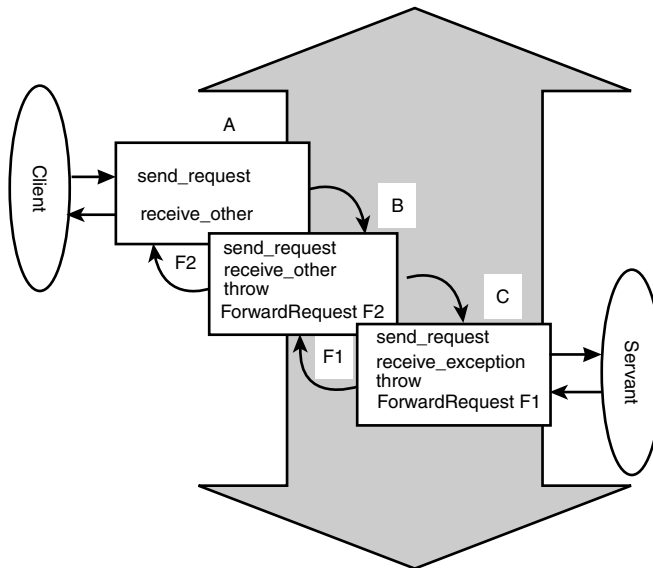 A
Client
send_request
receive_other
B
F2
send_request
receive_other
throw
ForwardRequest F2
C
F1
send_request
receive_exception
throw
ForwardRequest F1
Servant